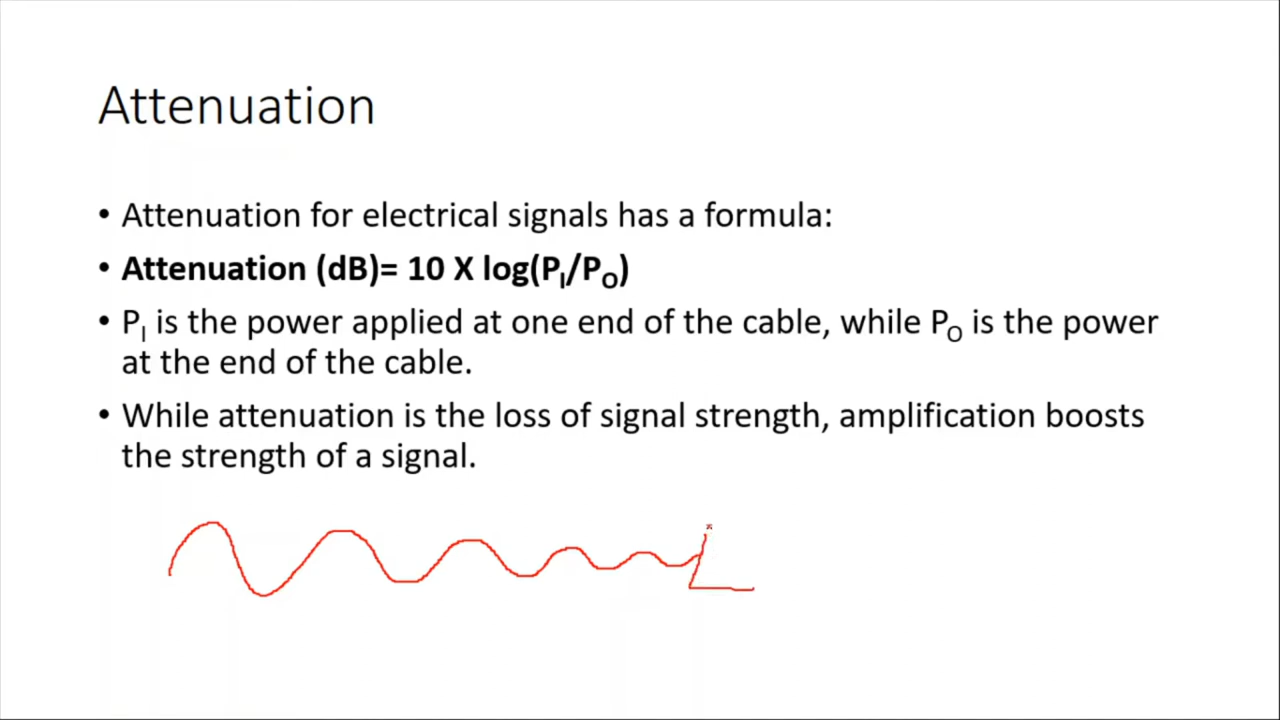 Attenuation
• Attenuation for electrical signals has a formula:
• Attenuation (dB)= 10 X log(PI/PO)
• PI is the power applied at one end of the cable, while PO is the power
at the end of the cable.
• While attenuation is the loss of signal strength, amplification boosts
the strength of a signal.